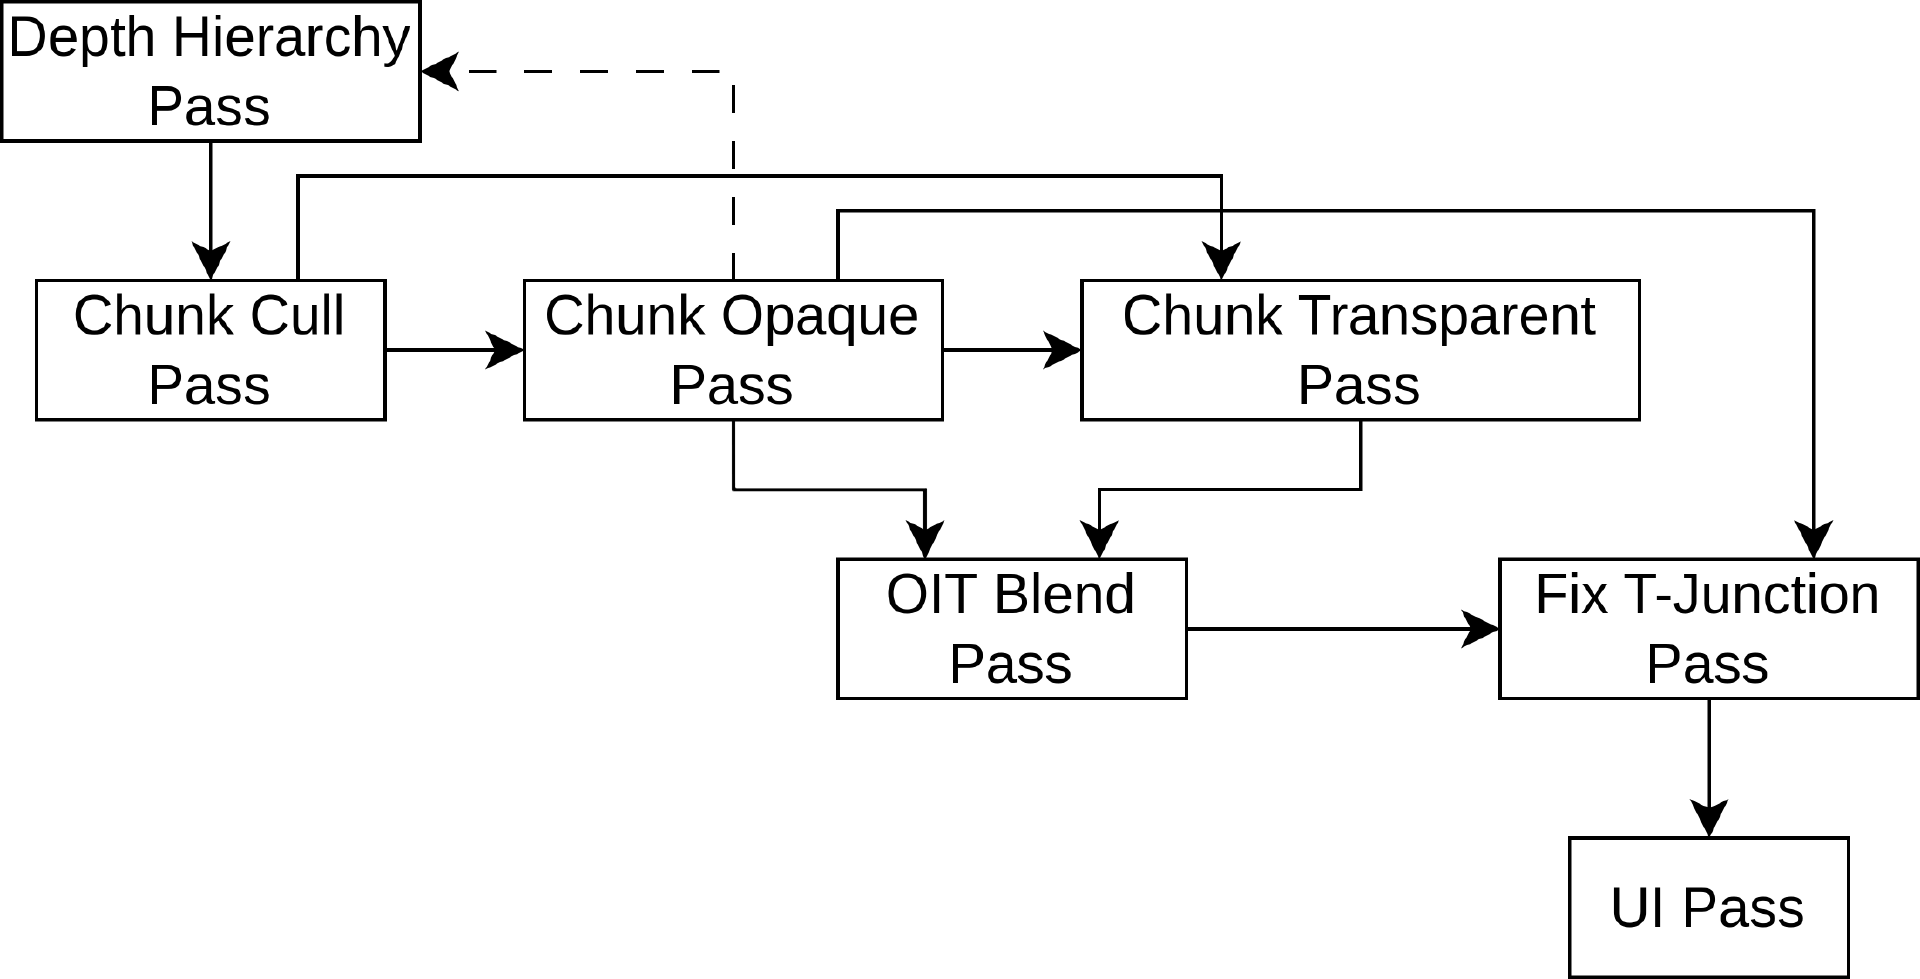 Depth Hierarchy
Pass
Chunk Cull
Pass
Chunk Opaque
Pass
Chunk Transparent
Pass
OIT Blend
Pass
Fix T-Junction
Pass
UI Pass